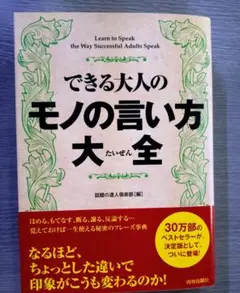 Learn to Speak
the Way Successful Adults Speak
できる大人の
モノの言い方
大全
たいぜん
話題の達人倶楽部[編]
ほめる、もてなす、断る、謝る、反論する…
覚えておけば一生使える秘密のフレーズ事典
なるほど、
ちょっとした違いで
印象がこうも変わるのか!
30万部の
ベストセラーが、
決定版として、
ついに登場!
青春出版社